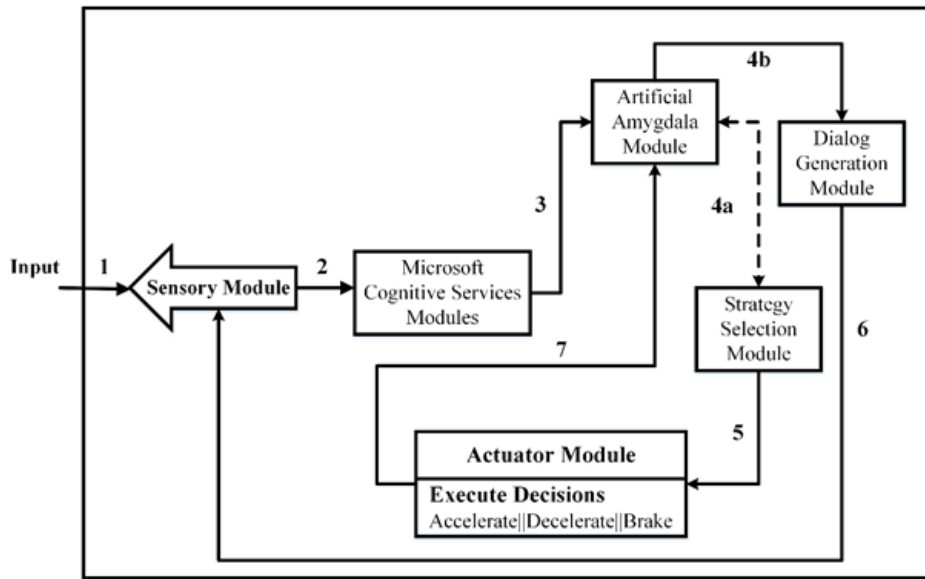 4b
Artificial
Amygdala
Module
Dialog
Generation
Module
3
4a
Input
1
Sensory Module
2
Microsoft
Cognitive Services
Modules
Strategy
Selection
Module
6
7
5
Actuator Module
Execute Decisions
Accelerate||Decelerate||Brake